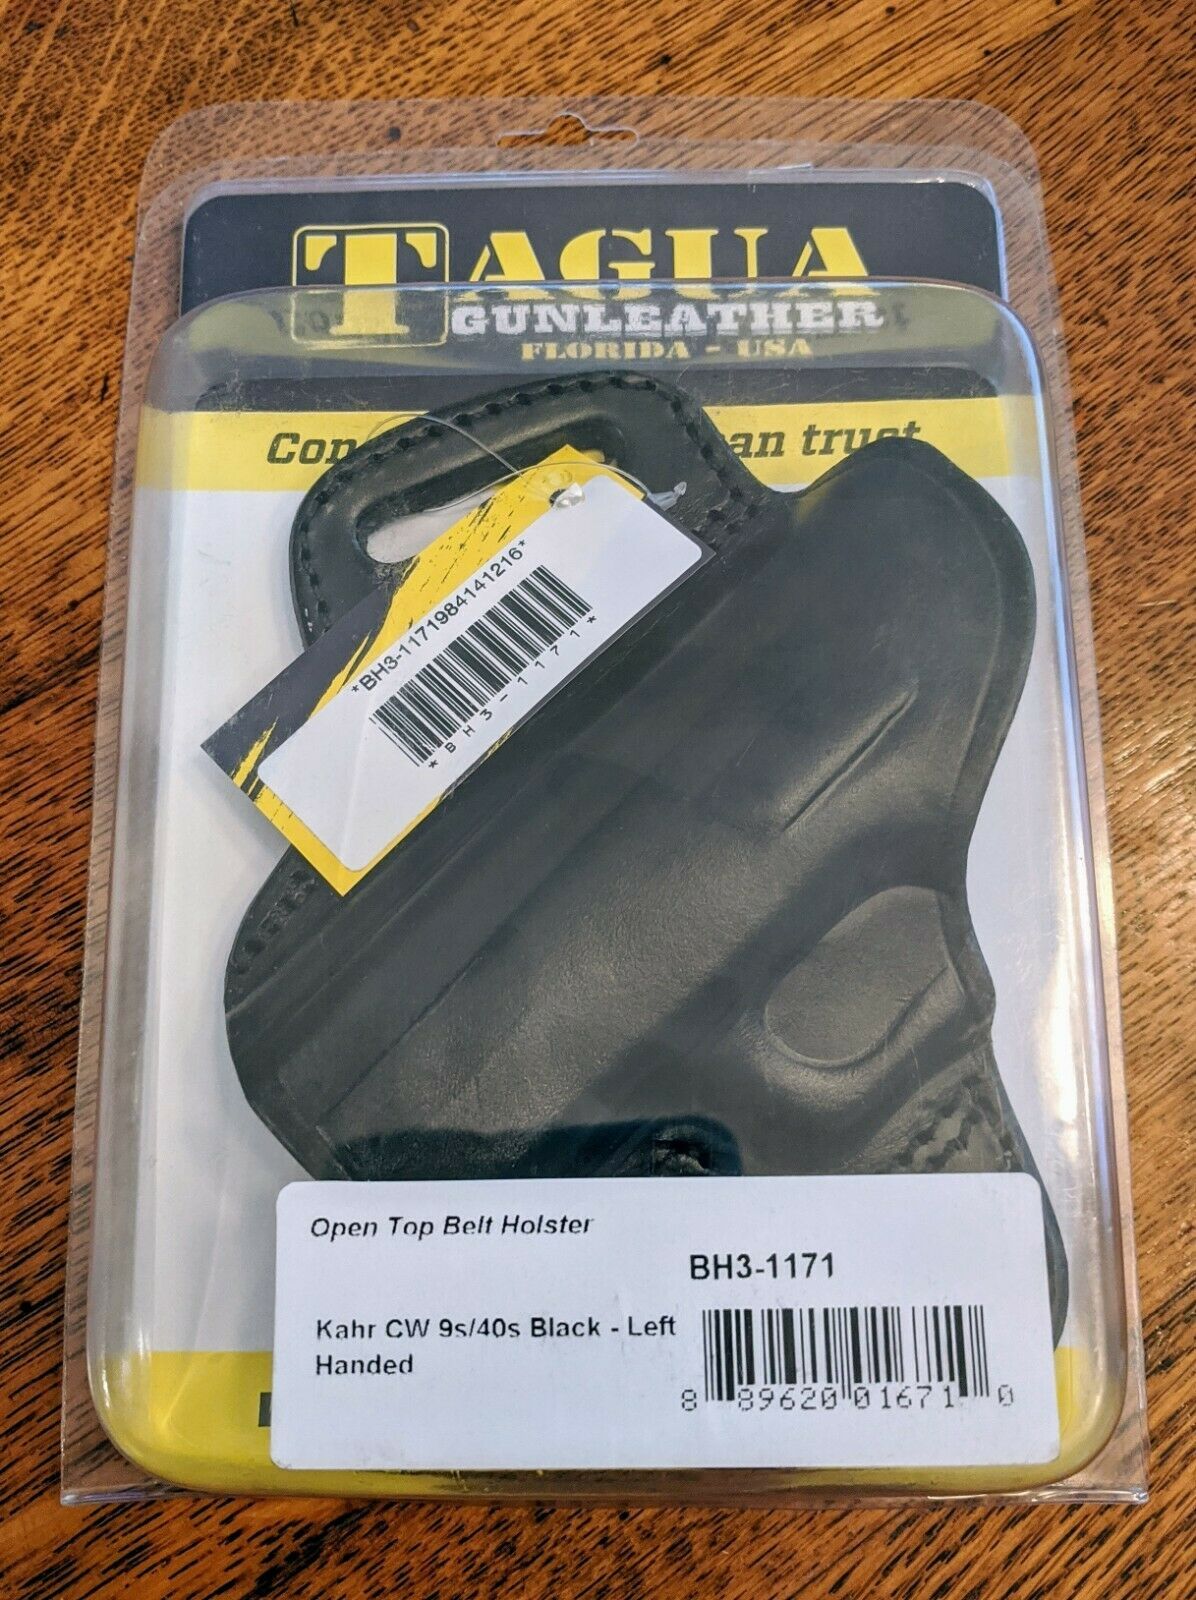 TAGUA
GUNLEATHER
FLORIDA - USA
an trust
*BH3-1171984141216*
*BH3-1171*
Open Top Belt Holster
BH3-1171
Kahr CW 9s/40s Black - Left
Handed
8 89620 01671 0